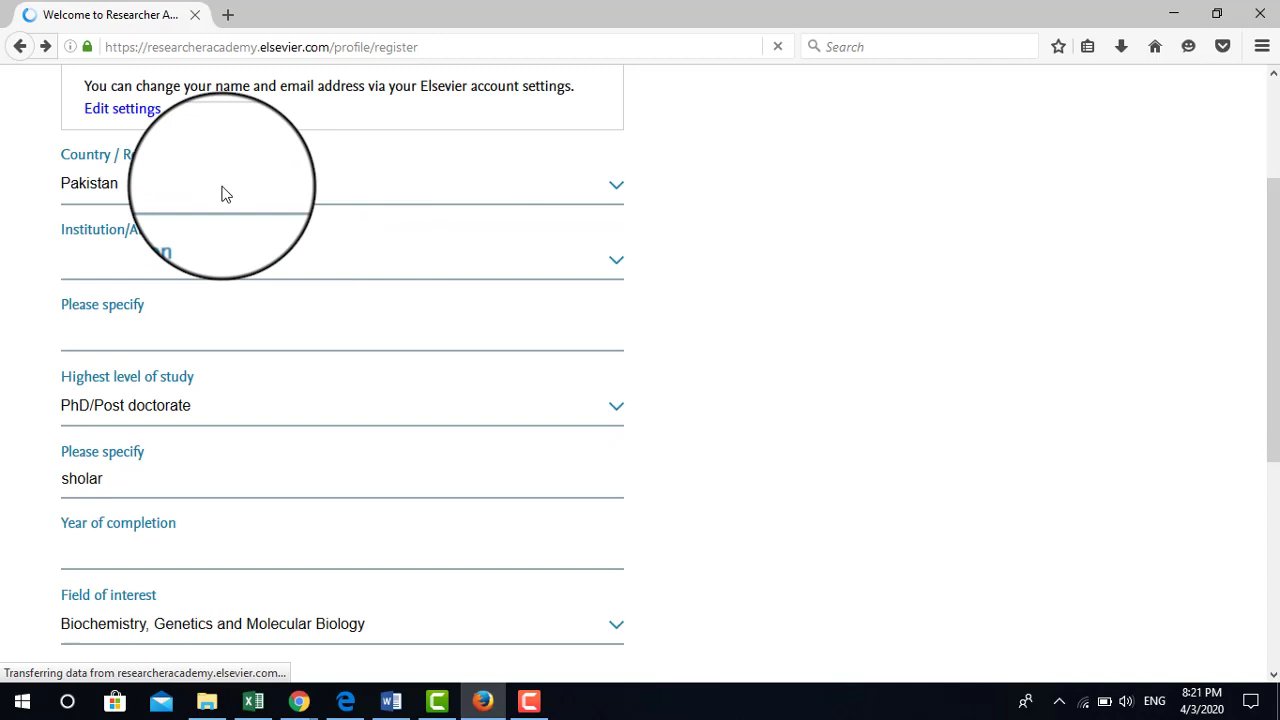 Welcome to Researcher A...
https://researcheracademy.elsevier.com/profile/register
Search
You can change your name and email address via your Elsevier account settings.
Edit settings
Country / R
Pakistan
Institution/A
on
Please specify
Highest level of study
PhD/Post doctorate
Please specify
sholar
Year of completion
Field of interest
Biochemistry, Genetics and Molecular Biology
Transferring data from researcheracademy.elsevier.com...
ENG
8:21 PM
4/3/2020